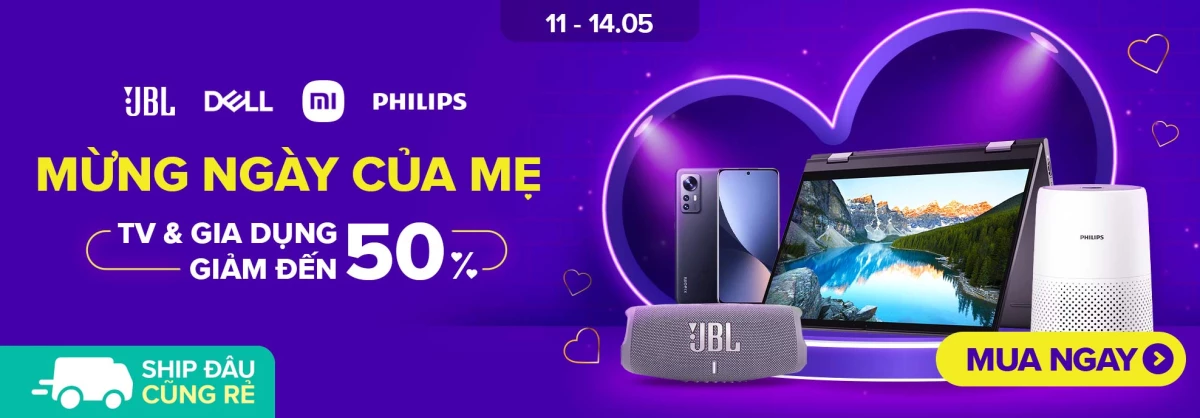 11 - 14.05
JBL DELL mi PHILIPS
MỪNG NGÀY CỦA MẸ
TV & GIA DỤNG
GIẢM ĐẾN 50%
SHIP ĐÂU
CŨNG RẺ
XIAOMI
PHILIPS
JBL
MUA NGAY